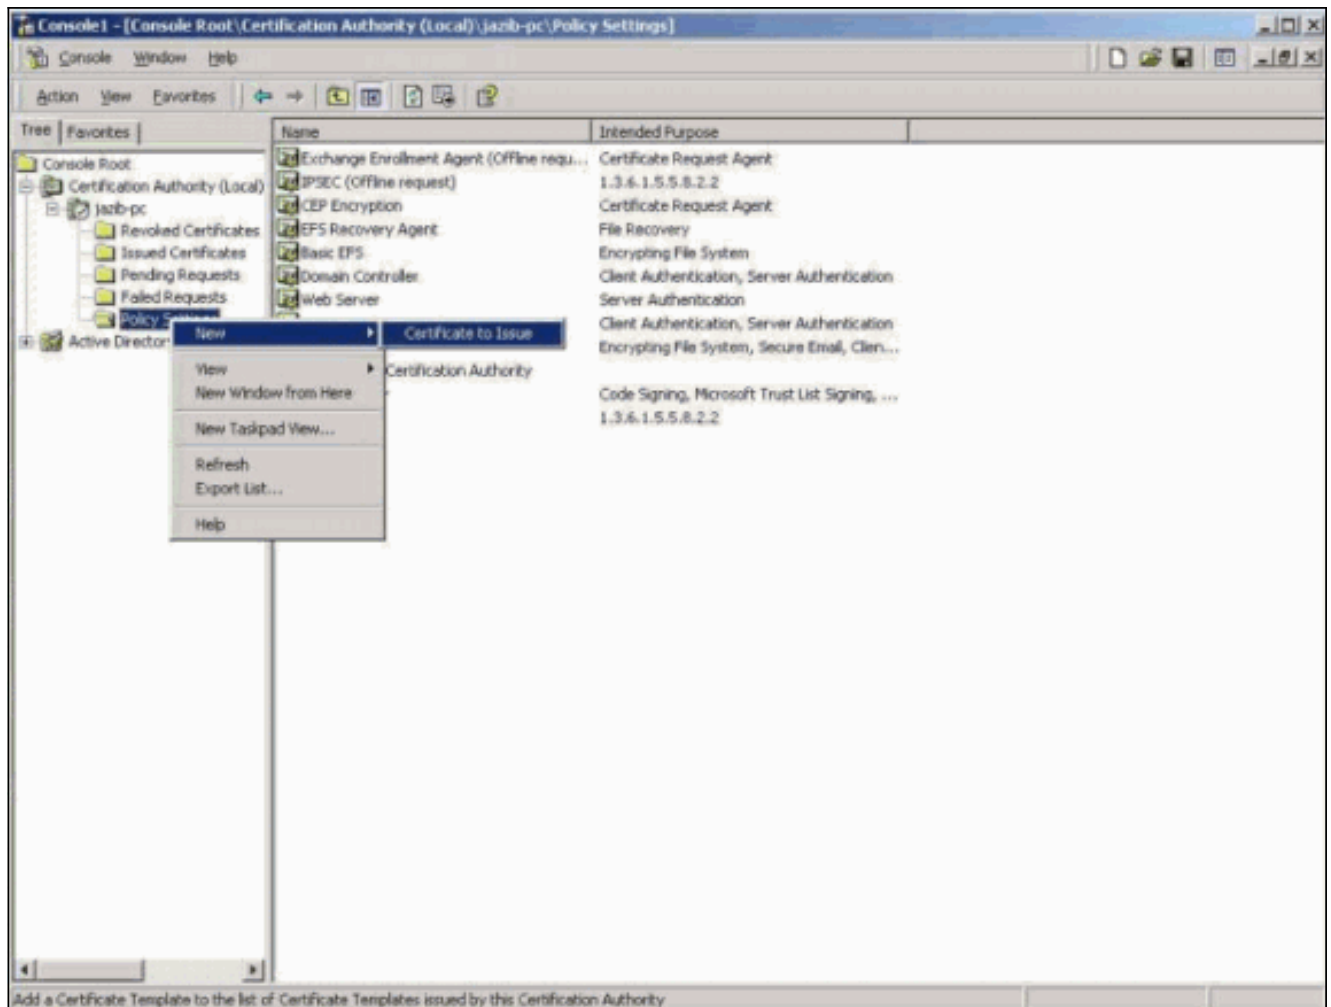 Console1 - [Console Root\Certification Authority (Local)\jazib-pc\Policy Settings]
Console Window Help
Action View Favorites
Tree Favorites
Name Intended Purpose
Console Root
Certification Authority (Local)
jazib-pc
Revoked Certificates
Issued Certificates
Pending Requests
Failed Requests
Policy
Active Director
Exchange Enrollment Agent (Offline requ... Certificate Request Agent
IPSEC (Offline request) 1.3.6.1.5.5.8.2.2
CEP Encryption Certificate Request Agent
EFS Recovery Agent File Recovery
Basic EFS Encrypting File System
Domain Controller Client Authentication, Server Authentication
Web Server Server Authentication
Client Authentication, Server Authentication
Encrypting File System, Secure Email, Clien...
Certification Authority
Code Signing, Microsoft Trust List Signing, ...
1.3.6.1.5.5.8.2.2
New
Certificate to Issue
View
New Window from Here
New Taskpad View...
Refresh
Export List...
Help
Add a Certificate Template to the list of Certificate Templates issued by this Certification Authority